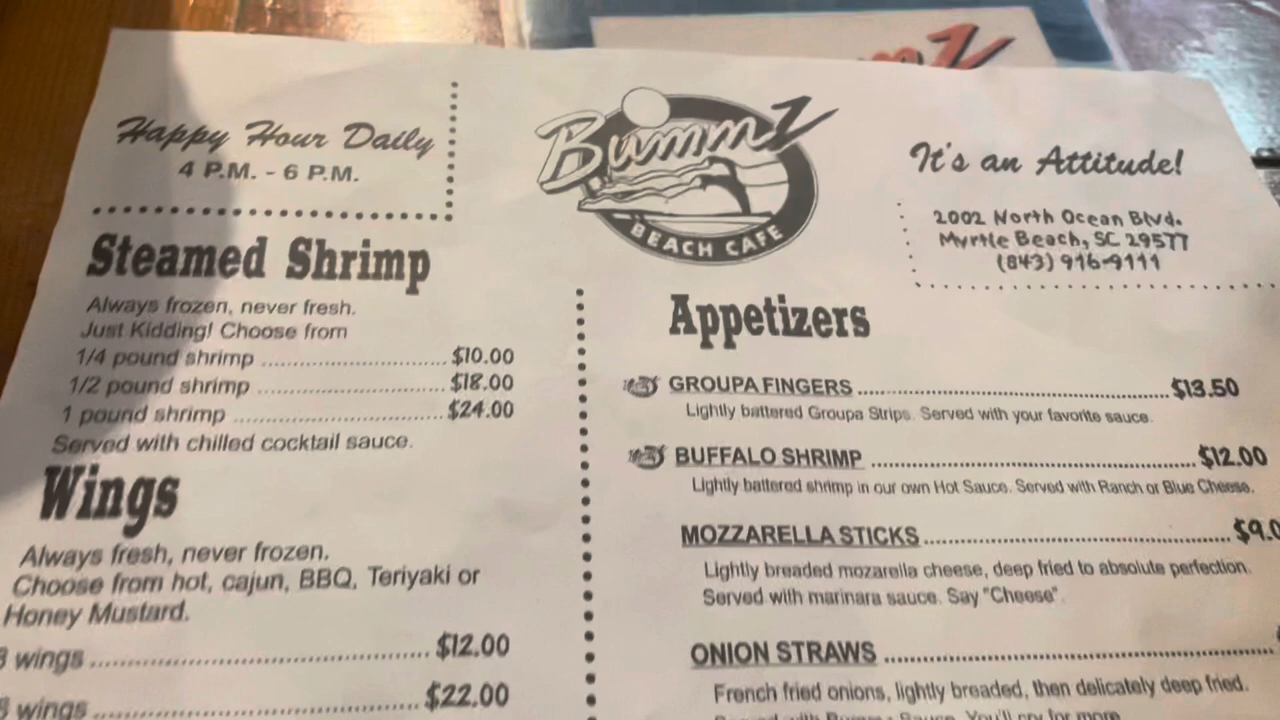 Happy Hour Daily
4 P.M. - 6 P.M.
BummZ
BEACH CAFE
It's an Attitude!
2002 North Ocean Blvd.
Myrtle Beach, SC 29577
(843) 916-9111
Steamed Shrimp
Always frozen, never fresh.
Just Kidding! Choose from
1/4 pound shrimp ........ $10.00
1/2 pound shrimp ........ $18.00
1 pound shrimp ........ $24.00
Served with chilled cocktail sauce.
Wings
Always fresh, never frozen.
Choose from hot, cajun, BBQ, Teriyaki or
Honey Mustard.
wings ........ $12.00
wings ........ $22.00
Appetizers
GROUPA FINGERS ........ $13.50
Lightly battered Groupa Strips. Served with your favorite sauce.
BUFFALO SHRIMP ........ $12.00
Lightly battered shrimp in our own Hot Sauce. Served with Ranch or Blue Cheese.
MOZZARELLA STICKS ........ $9.0
Lightly breaded mozarella cheese, deep fried to absolute perfection.
Served with marinara sauce. Say "Cheese".
ONION STRAWS ........
French fried onions, lightly breaded, then delicately deep fried.